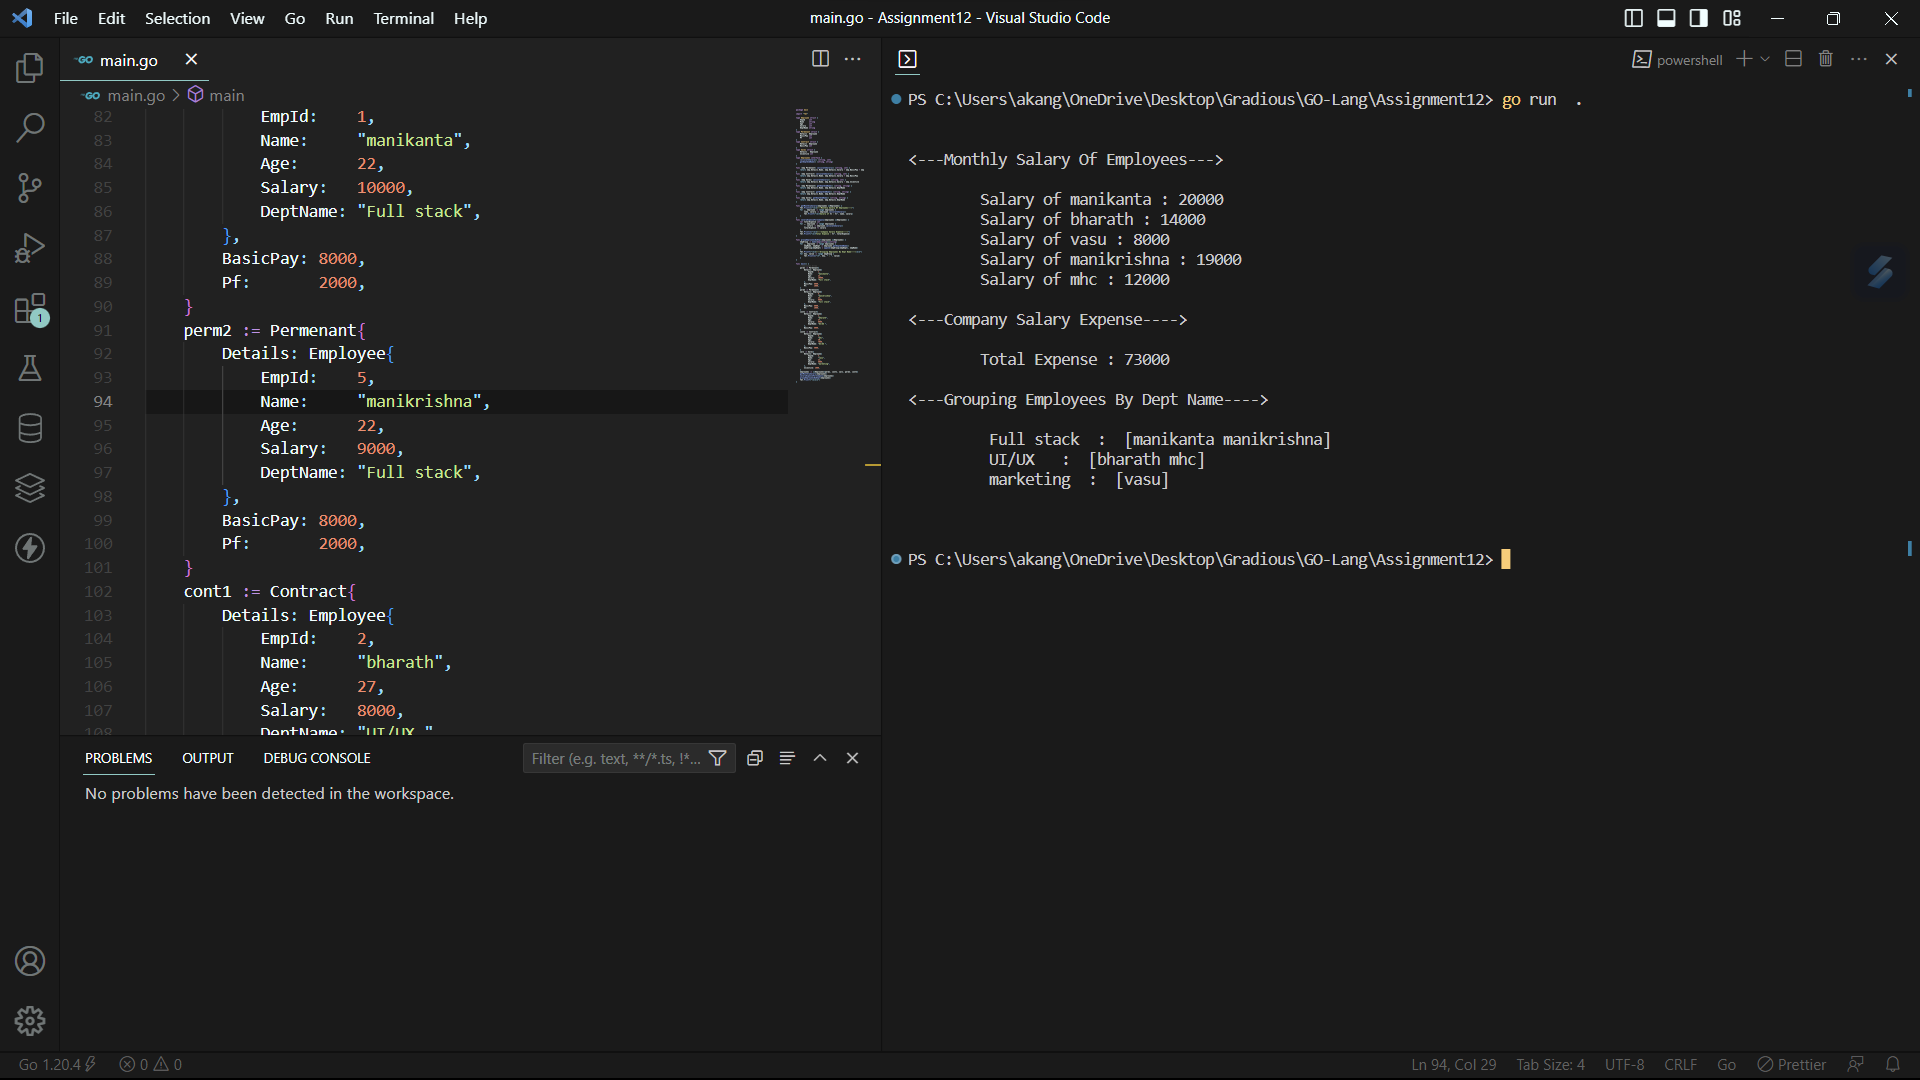 File Edit Selection View Go Run Terminal Help
main.go - Assignment12 - Visual Studio Code
main.go
main.go > main
82 EmpId: 1,
83 Name: "manikanta",
84 Age: 22,
85 Salary: 10000,
86 DeptName: "Full stack",
87 },
88 BasicPay: 8000,
89 Pf: 2000,
90 }
91 perm2 := Permenant{
92 Details: Employee{
93 EmpId: 5,
94 Name: "manikrishna",
95 Age: 22,
96 Salary: 9000,
97 DeptName: "Full stack",
98 },
99 BasicPay: 8000,
100 Pf: 2000,
101 }
102 cont1 := Contract{
103 Details: Employee{
104 EmpId: 2,
105 Name: "bharath",
106 Age: 27,
107 Salary: 8000,
108 DeptName: "UI/UX "
PROBLEMS OUTPUT DEBUG CONSOLE
Filter (e.g. text, **/*.ts, !*...
No problems have been detected in the workspace.
powershell
PS C:\Users\akang\OneDrive\Desktop\Gradious\GO-Lang\Assignment12> go run .
<---Monthly Salary Of Employees--->
Salary of manikanta : 20000
Salary of bharath : 14000
Salary of vasu : 8000
Salary of manikrishna : 19000
Salary of mhc : 12000
<---Company Salary Expense---->
Total Expense : 73000
<---Grouping Employees By Dept Name---->
Full stack : [manikanta manikrishna]
UI/UX : [bharath mhc]
marketing : [vasu]
PS C:\Users\akang\OneDrive\Desktop\Gradious\GO-Lang\Assignment12>
1
Go 1.20.4 0 0
Ln 94, Col 29 Tab Size: 4 UTF-8 CRLF Go Prettier